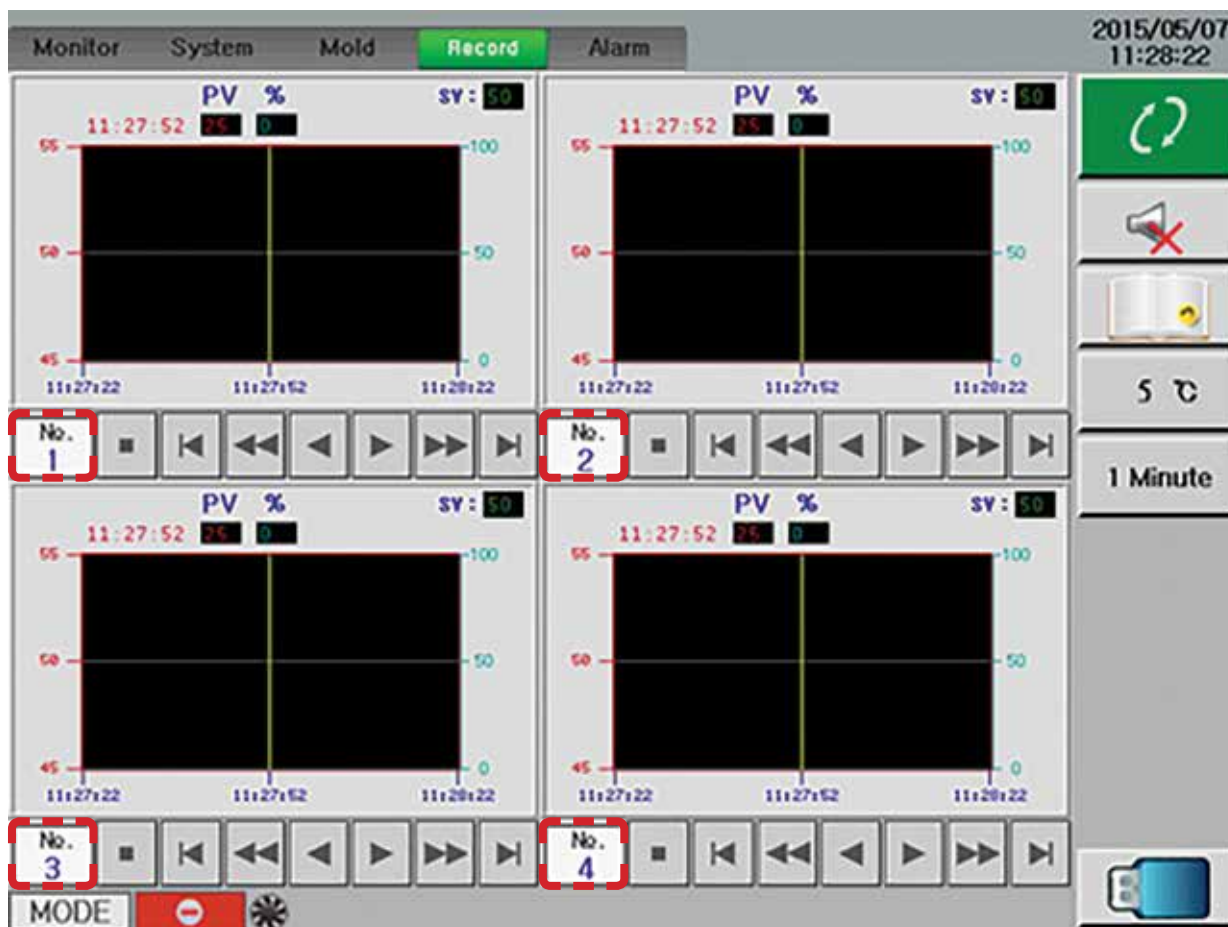 Monitor System Mold Record Alarm
2015/05/07
11:28:22
PV % SV: 50
11:27:52 25 0
55 100
50 50
45 0
11:27:22 11:27:52 11:28:22
No.
1
PV % SV: 50
11:27:52 25 0
55 100
50 50
45 0
11:27:22 11:27:52 11:28:22
No.
2
5 ℃
1 Minute
PV % SV: 50
11:27:52 25 0
55 100
50 50
45 0
11:27:22 11:27:52 11:28:22
No.
3
PV % SV: 50
11:27:52 25 0
55 100
50 50
45 0
11:27:22 11:27:52 11:28:22
No.
4
MODE